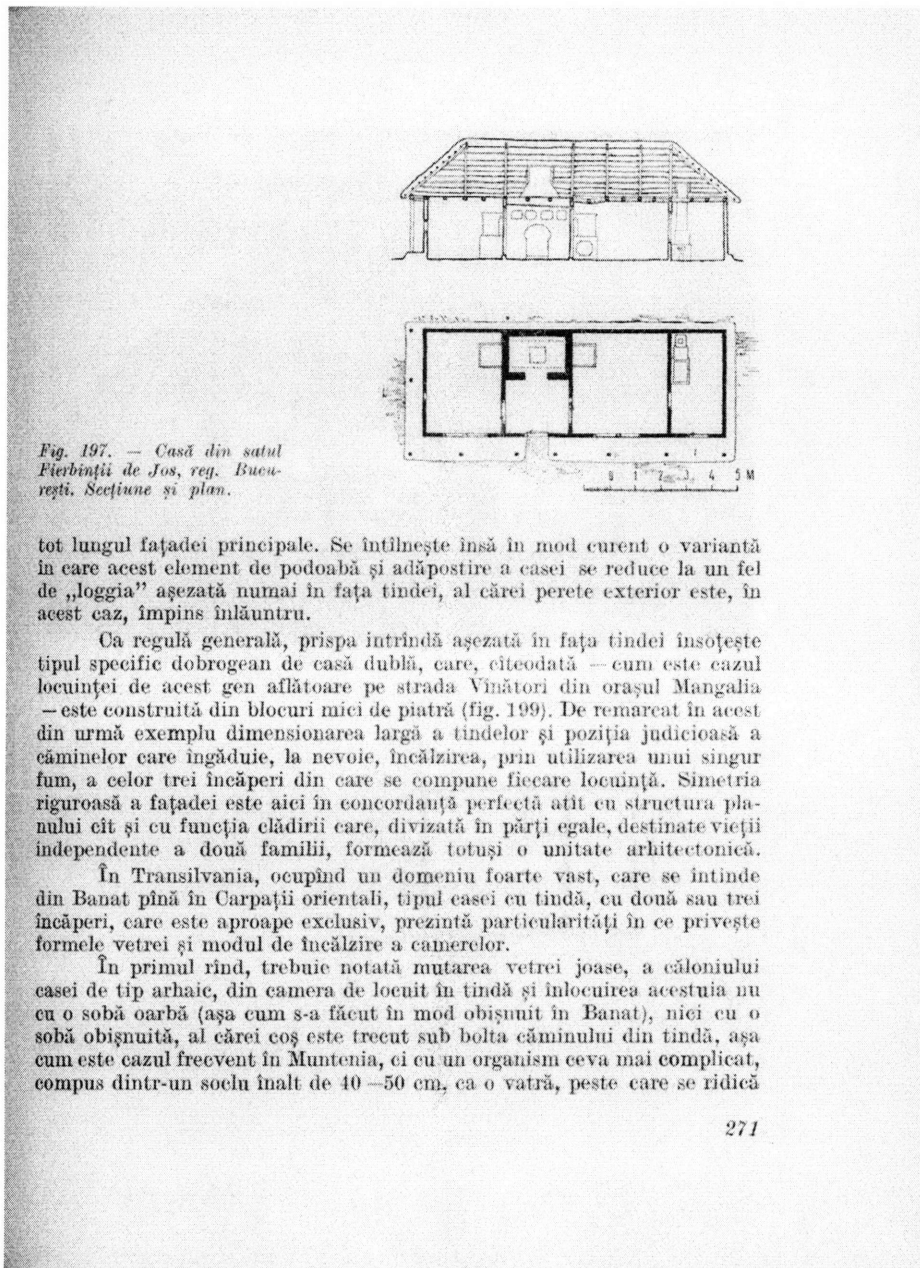 Fig. 197. — Casă din satul
Fierbinții de Jos, reg. Bucu-
rești. Secțiune și plan.
0 1 2 3 4 5 M
tot lungul fațadei principale. Se întîlnește însă în mod curent o variantă
în care acest element de podoabă și adăpostire a casei se reduce la un fel
de „loggia” așezată numai în fața tindei, al cărei perete exterior este, în
acest caz, împins înlăuntru.
Ca regulă generală, prispa intrîndă așezată în fața tindei însoțește
tipul specific dobrogean de casă dublă, care, cîteodată — cum este cazul
locuinței de acest gen aflătoare pe strada Vînători din orașul Mangalia
— este construită din blocuri mici de piatră (fig. 199). De remarcat în acest
din urmă exemplu dimensionarea largă a tindelor și poziția judicioasă a
căminelor care îngăduie, la nevoie, încălzirea, prin utilizarea unui singur
fum, a celor trei încăperi din care se compune fiecare locuință. Simetria
riguroasă a fațadei este aici în concordanță perfectă atît cu structura pla-
nului cît și cu funcția clădirii care, divizată în părți egale, destinate vieții
independente a două familii, formează totuși o unitate arhitectonică.
În Transilvania, ocupînd un domeniu foarte vast, care se întinde
din Banat pînă în Carpații orientali, tipul casei cu tindă, cu două sau trei
încăperi, care este aproape exclusiv, prezintă particularități în ce privește
formele vetrei și modul de încălzire a camerelor.
În primul rînd, trebuie notată mutarea vetrei joase, a căloniului
casei de tip arhaic, din camera de locuit în tindă și înlocuirea acestuia nu
cu o sobă oarbă (așa cum s-a făcut în mod obișnuit în Banat), nici cu o
sobă obișnuită, al cărei coș este trecut sub bolta căminului din tindă, așa
cum este cazul frecvent în Muntenia, ci cu un organism ceva mai complicat,
compus dintr-un soclu înalt de 40—50 cm, ca o vatră, peste care se ridică
271